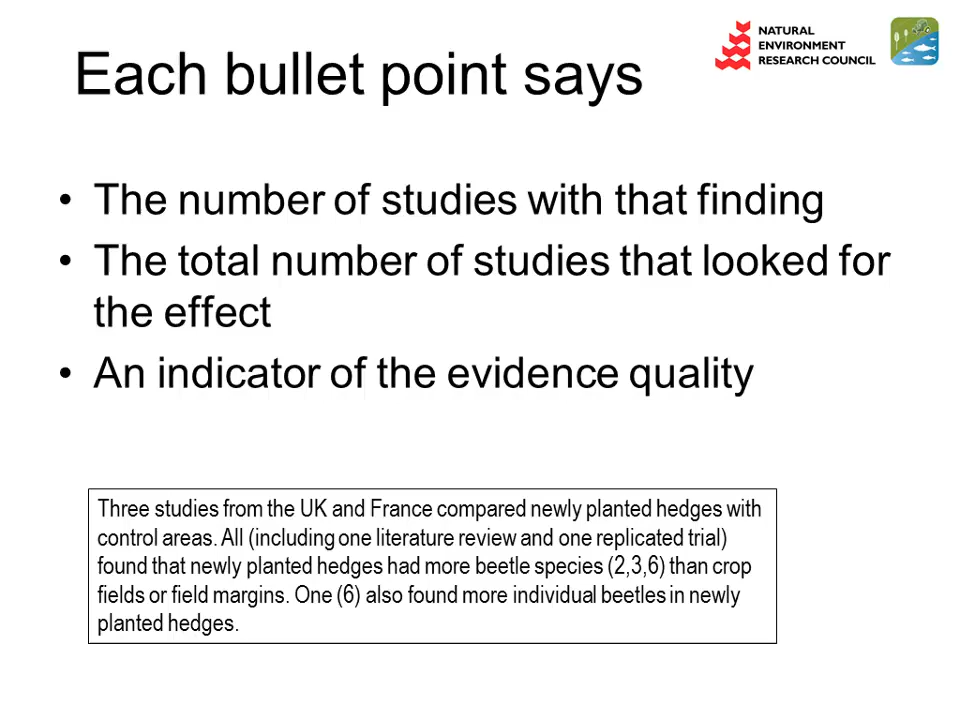 Each bullet point says
NATURAL
ENVIRONMENT
RESEARCH COUNCIL
• The number of studies with that finding
• The total number of studies that looked for
the effect
• An indicator of the evidence quality
Three studies from the UK and France compared newly planted hedges with
control areas. All (including one literature review and one replicated trial)
found that newly planted hedges had more beetle species (2,3,6) than crop
fields or field margins. One (6) also found more individual beetles in newly
planted hedges.